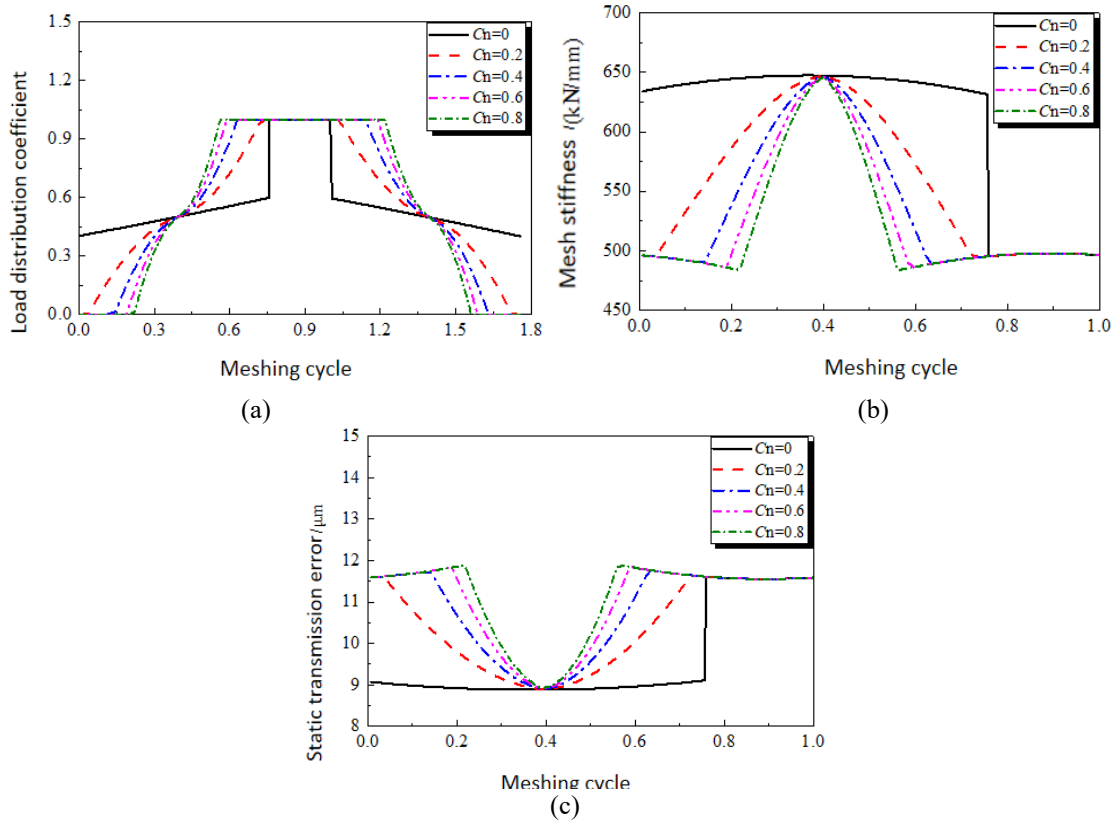 1.5
1.2
0.9
0.6
0.3
0.0
0.0 0.3 0.6 0.9 1.2 1.5 1.8
Load distribution coefficient
Meshing cycle
Cn=0
Cn=0.2
Cn=0.4
Cn=0.6
Cn=0.8
(a)
700
650
600
550
500
450
0.0 0.2 0.4 0.6 0.8 1.0
Mesh stiffness /(kN/mm)
Meshing cycle
Cn=0
Cn=0.2
Cn=0.4
Cn=0.6
Cn=0.8
(b)
15
14
13
12
11
10
9
8
0.0 0.2 0.4 0.6 0.8 1.0
Static transmission error/μm
Meshing cycle
Cn=0
Cn=0.2
Cn=0.4
Cn=0.6
Cn=0.8
(c)